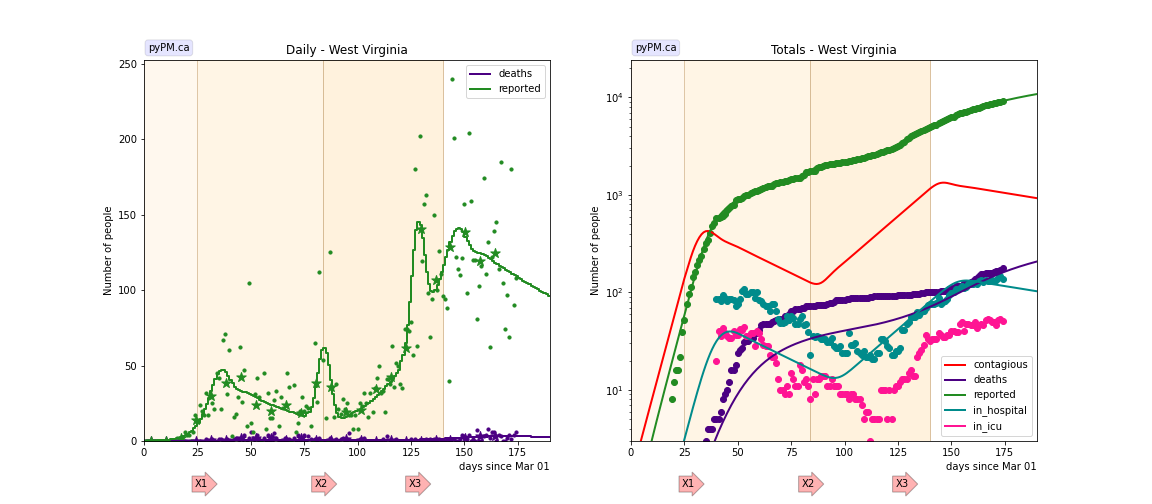 pyPM.ca
Daily - West Virginia
250
200
150
100
50
0
Number of people
deaths
reported
0 25 50 75 100 125 150 175
days since Mar 01
X1 X2 X3
pyPM.ca
Totals - West Virginia
10⁴
10³
10²
10¹
Number of people
contagious
deaths
reported
in_hospital
in_icu
0 25 50 75 100 125 150 175
days since Mar 01
X1 X2 X3